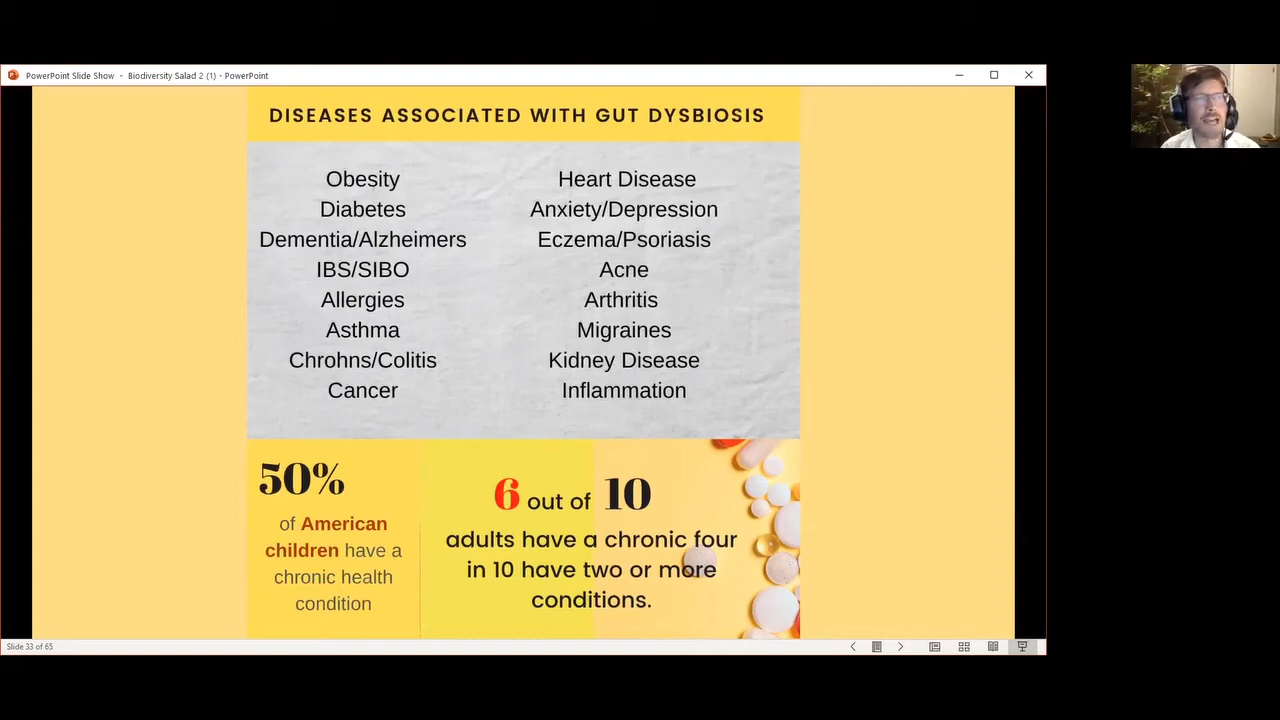 PowerPoint Slide Show - Biodiversity Salad 2 (1) - PowerPoint
DISEASES ASSOCIATED WITH GUT DYSBIOSIS
Obesity
Diabetes
Dementia/Alzheimers
IBS/SIBO
Allergies
Asthma
Chrohns/Colitis
Cancer
Heart Disease
Anxiety/Depression
Eczema/Psoriasis
Acne
Arthritis
Migraines
Kidney Disease
Inflammation
50%
of American
children have a
chronic health
condition
6 out of 10
adults have a chronic four
in 10 have two or more
conditions.
Slide 33 of 65